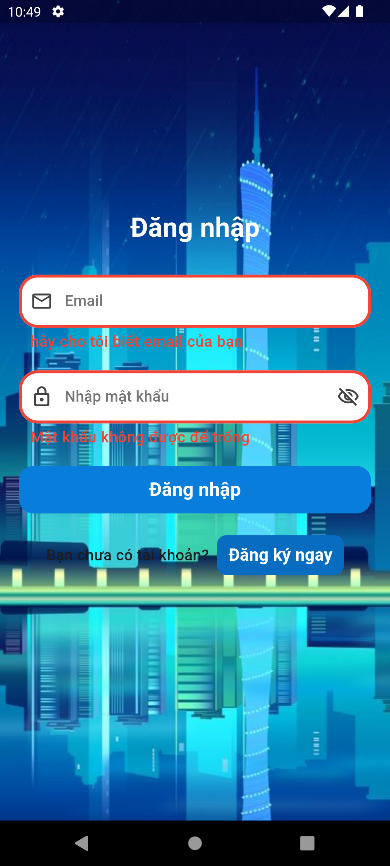 10:49
Đăng nhập
Email
hãy cho tôi biết email của bạn
Nhập mật khẩu
Mật khẩu không được để trống
Đăng nhập
Bạn chưa có tài khoản? Đăng ký ngay